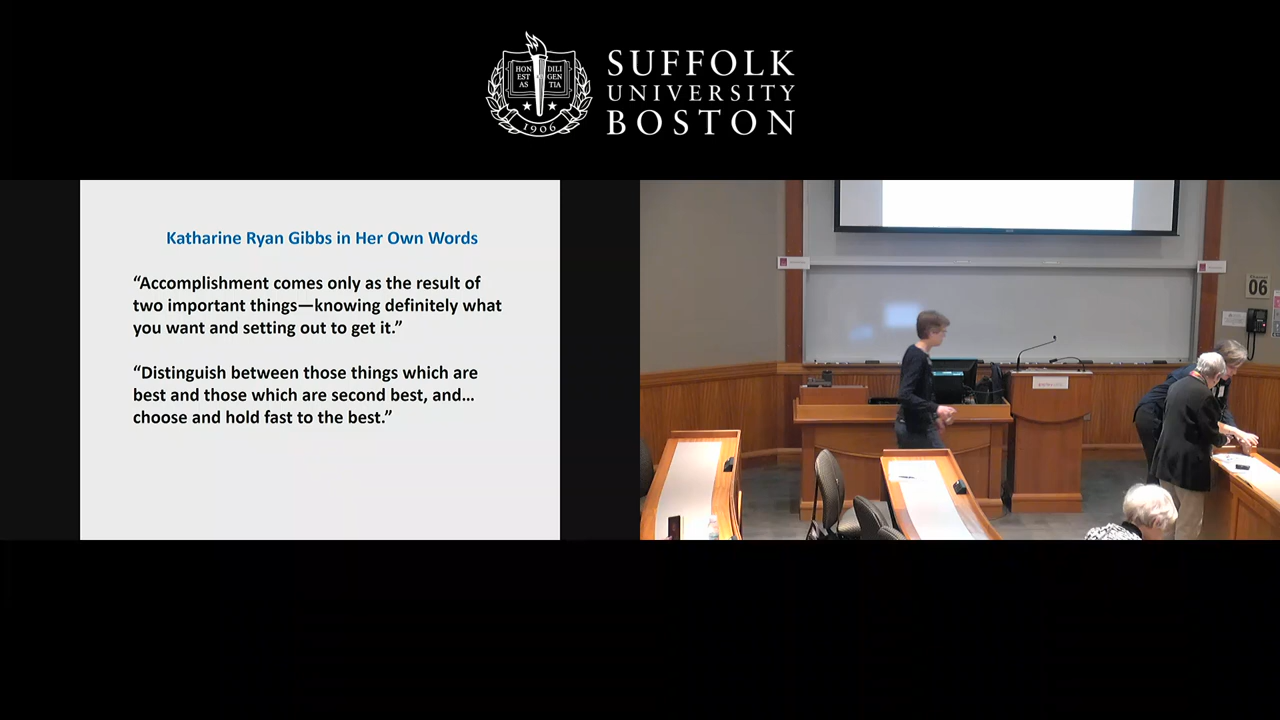 HON EST AS
DILI GEN TIA
1906
SUFFOLK
UNIVERSITY
BOSTON
Katharine Ryan Gibbs in Her Own Words
“Accomplishment comes only as the result of
two important things—knowing definitely what
you want and setting out to get it.”
“Distinguish between those things which are
best and those which are second best, and…
choose and hold fast to the best.”
06